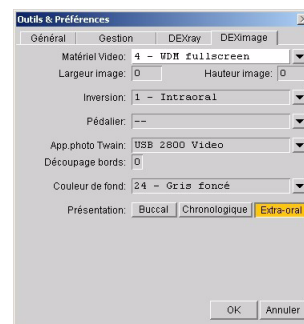 Outils & Préférences
Général Gestion DEXray DEXimage
Matériel Video: 4 - WDM fullscreen
Largeur image: 0 Hauteur image: 0
Inversion: 1 - Intraoral
Pédalier: --
App.photo Twain: USB 2800 Video
Découpage bords: 0
Couleur de fond: 24 - Gris foncé
Présentation: Buccal Chronologique Extra-oral
OK Annuler